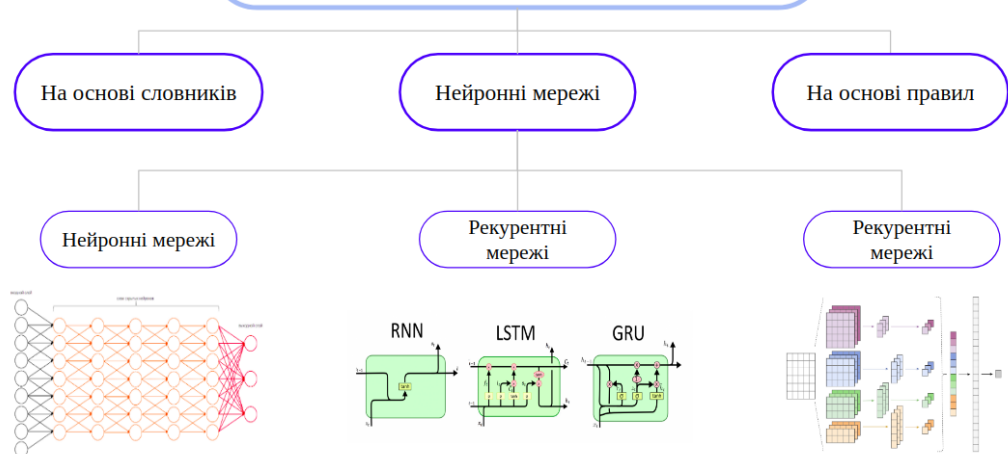 На основі словників
Нейронні мережі
На основі правил
Нейронні мережі
Рекурентні
мережі
Рекурентні
мережі
RNN
LSTM
GRU